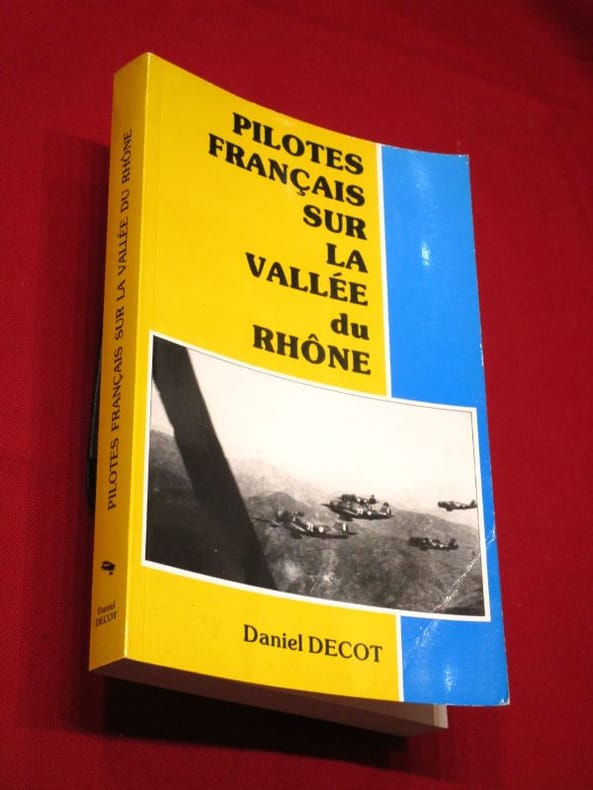 PILOTES
FRANÇAIS
SUR
LA
VALLÉE
du
RHÔNE
Daniel DECOT
PILOTES FRANÇAIS SUR LA VALLÉE DU RHÔNE
Daniel
DECOT